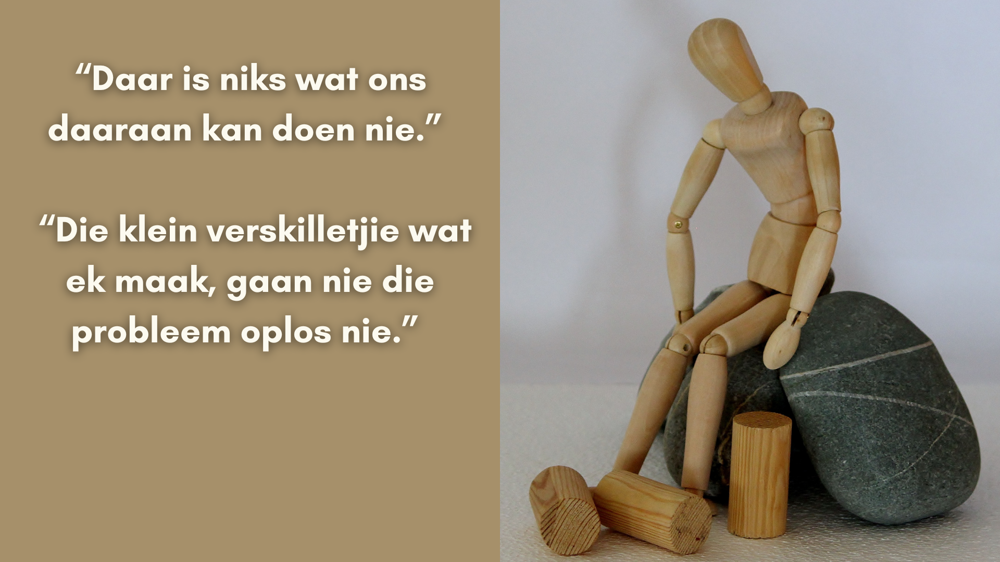 “Daar is niks wat ons
daaraan kan doen nie.”
“Die klein verskilletjie wat
ek maak, gaan nie die
probleem oplos nie.”